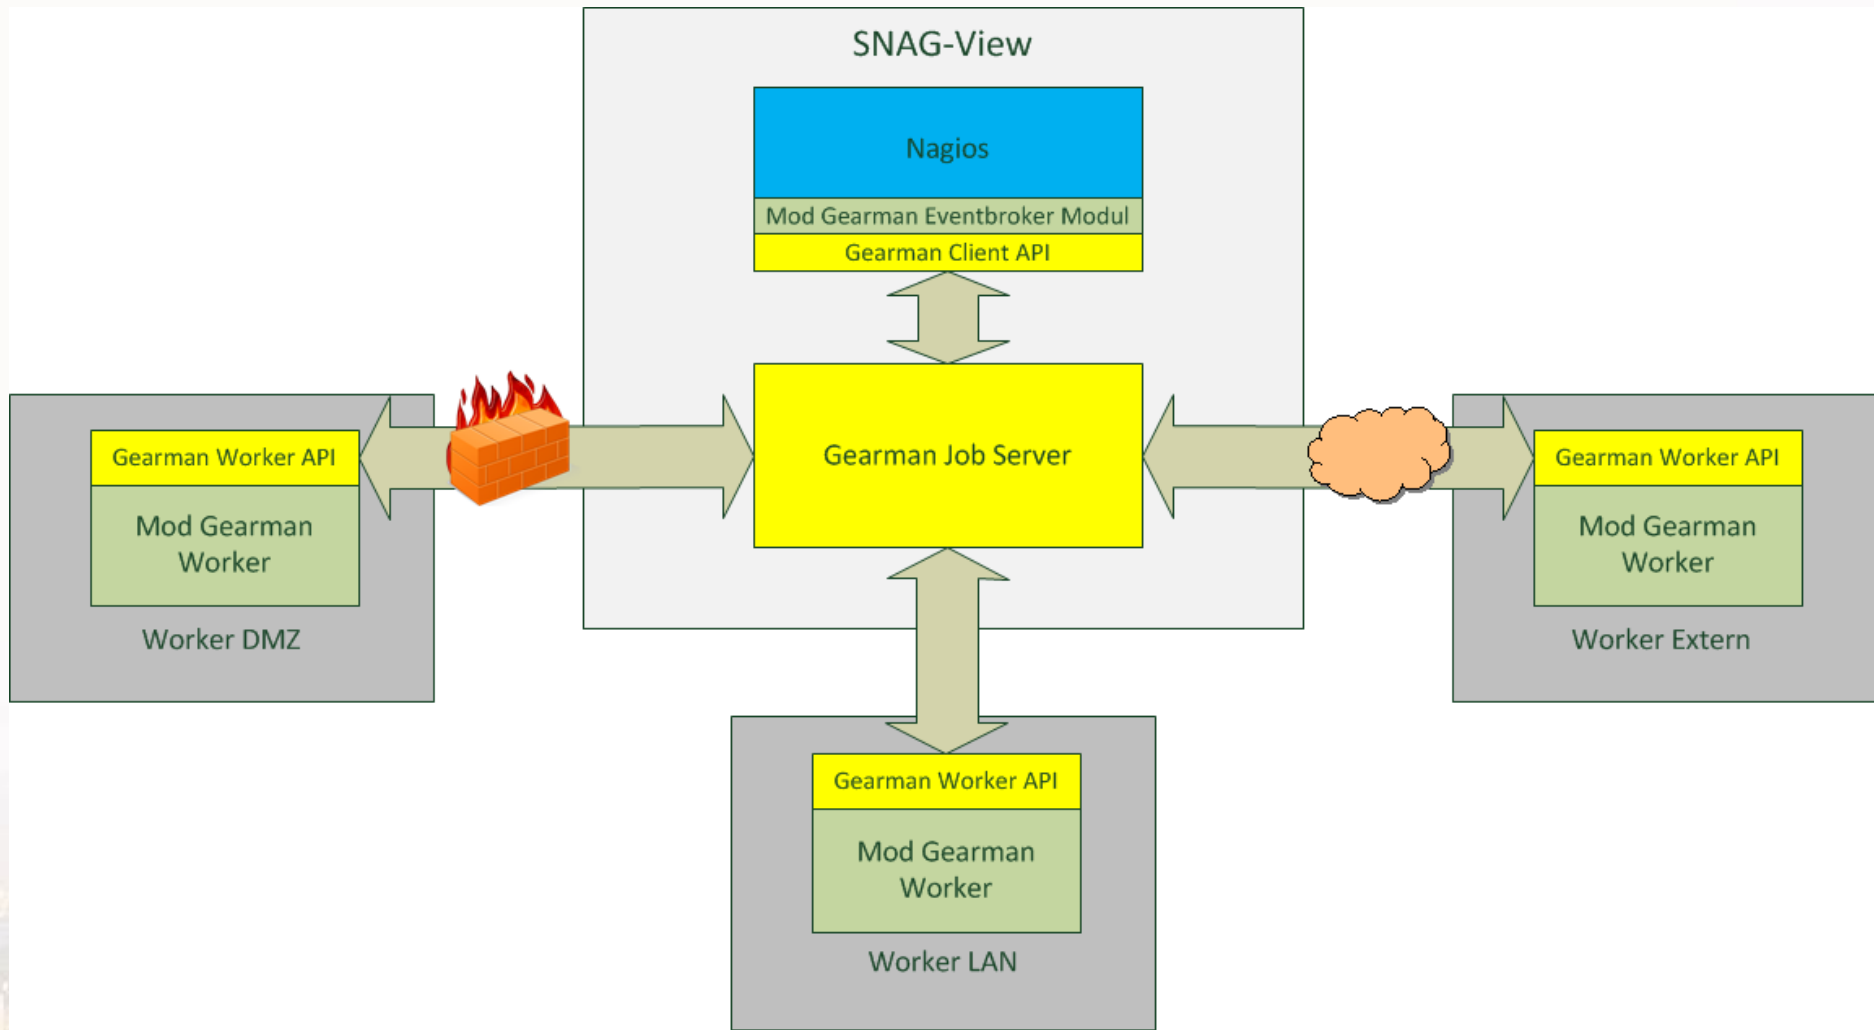 SNAG-View
Nagios
Mod Gearman Eventbroker Modul
Gearman Client API
Gearman Job Server
Gearman Worker API
Mod Gearman
Worker
Worker DMZ
Gearman Worker API
Mod Gearman
Worker
Worker Extern
Gearman Worker API
Mod Gearman
Worker
Worker LAN